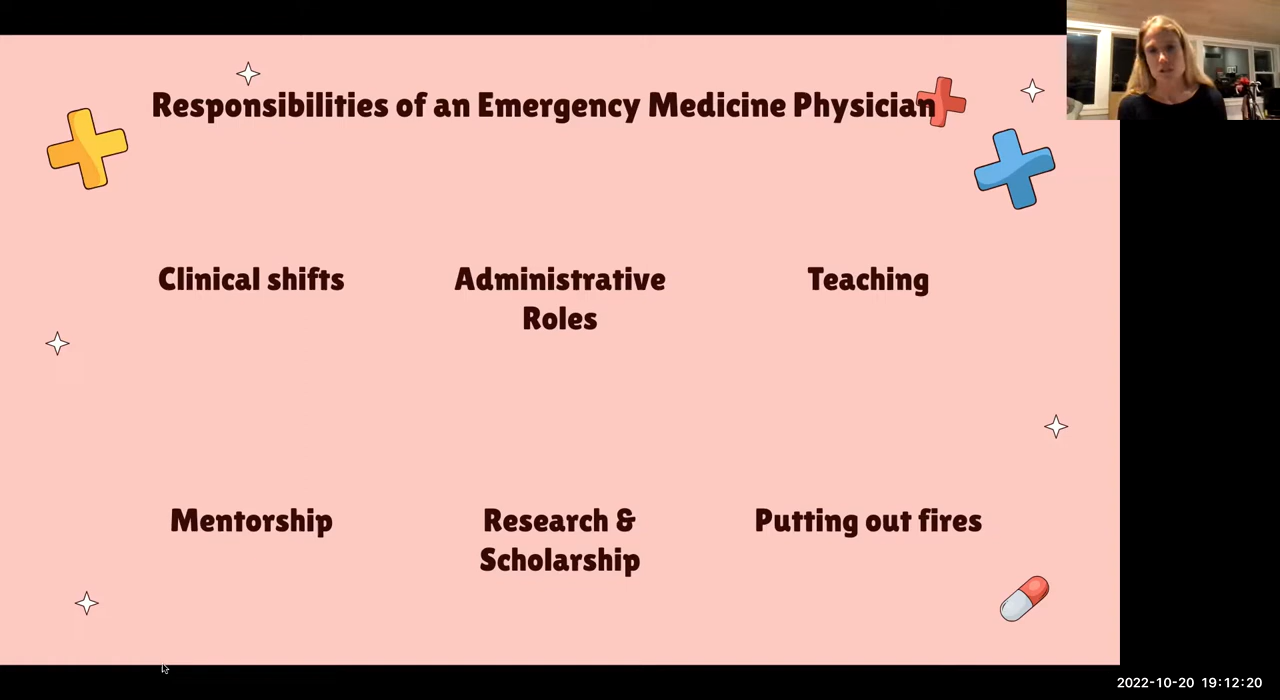 Responsibilities of an Emergency Medicine Physician
Clinical shifts
Administrative
Roles
Teaching
Mentorship
Research &
Scholarship
Putting out fires
2022-10-20 19:12:20